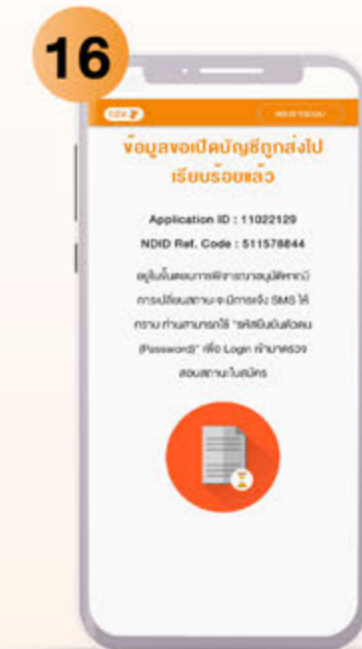 16
ข้อมูลขอเปิดบัญชีถูกส่งไป
เรียบร้อยแล้ว
Application ID : 11022129
NDID Ref. Code : 511578844
อยู่ในขั้นตอนการพิจารณาอนุมัติหากมี
การเปลี่ยนสถานะจะมีการแจ้ง SMS ให้
ทราบ ท่านสามารถใช้ "รหัสยืนยันตัวตน
(Password)" เพื่อ Login เข้ามาตรวจ
สอบสถานะใบสมัคร